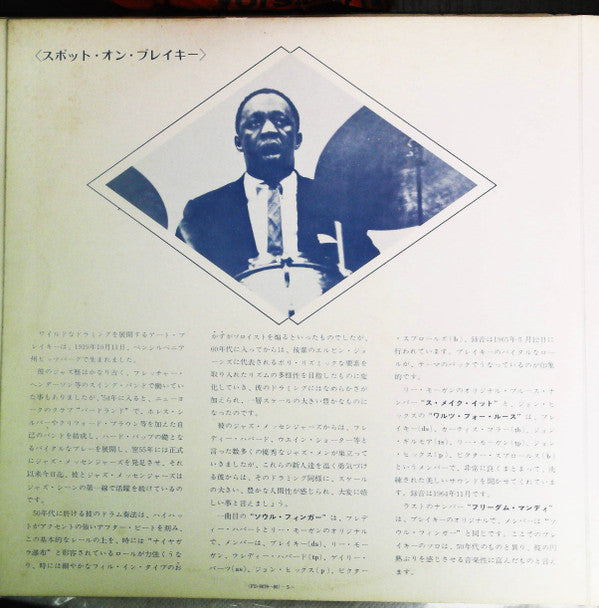 〈スポット・オン・ブレイキー〉
ワイルドなドラミングを展開するアート・ブ
レイキーは、1919年10月11日、ペンシルベニア
州ピッツバーグで生まれました。
彼のジャズ歴はかなり古く、フレッチャー・
ヘンダーソン等のスイング・バンドで働いてい
た事もありましたが、'54年に入ると、ニューヨ
ークのクラブ"バードランド"で、ホレス・シ
ルバーやクリフォード・ブラウン等を加えた自
己のバンドを結成し、ハード・バップの礎とな
るバイタルなプレーを展開し、翌55年には正式
にジャズ・メッセンジャーズを発足させ、それ
以来今日迄、彼とジャズ・メッセンジャーズは
ジャズ・シーンの第一線で活躍を続けているの
です。
50年代に於ける彼のドラム奏法は、ハイハッ
トがアクセントの強いアフター・ビートを刻み、
この基本的なレールの上を、時には"ナイヤガ
ラ瀑布"と形容されているロールが力強くうな
り、時には細やかなフィル・イン・タイプのお
かずがソロイストを煽るといったものでしたが、
60年代に入ってからは、後輩のエルビン・ジョ
ーンズに代表されるポリ・リズミックな要素を
取り入れたリズムの多様性を目指したものに変
化していき、彼のドラミングにはなめらかさが
加えられ、一層スケールの大きい豊かなものに
なったのです。
彼のジャズ・メッセンジャーズからは、フレ
ディー・ハバード、ウエイン・ショーター等と
言った数多くの優秀なジャズ・メンが巣立って
いきましたが、これらの新人達を温く勇気づけ
る彼からは、そのドラミング同様に、スケール
の大きい、豊かな人間性が感じられ、大変に嬉
しい事と言えましょう。
一曲目の"ソウル・フィンガー"は、フレデ
ィー・ハバートとリー・モーガンのオリジナル
で、メンバーは、ブレイキー(ds)、リー・モー
ガン、フレディー・ハバード(tp)、ゲイリー・
バーツ(as)、ジョン・ヒックス(p)、ビクター
・スプロールズ(b)、録音は1965年5月12日に
行われています。ブレイキーのバイタルなロー
ルが、テーマのバックでうなっているのが印象
的です。
リー・モーガンのオリジナル・ブルース・ナン
バー"ス・メイク・イット"と、ジョン・ヒ
ックスの"ワルツ・フォー・ルース"は、ブレ
イキー(ds)、カーティス・フラー(tb)、ジョン
・ギルモア(ts)、リー・モーガン(tp)、ジョン
・ヒックス(p)、ビクター・スプロールズ(b)
というメンバーで、非常に良くまとまって、洗
練された美しいサウンドを聞かせてくれていま
す。録音は1964年11月です。
ラストのナンバー"フリーダム・マンディ"
は、ブレイキーのオリジナルで、メンバーは"ソ
ウル・フィンガー"と同じです。ここでのブレ
イキーのソロは、50年代のものと異り、彼の円
熟ぶりを感じさせる音楽性に富んだものと言え
ます。